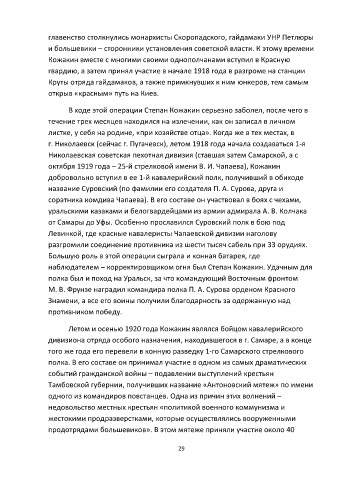 главенство столкнулись монархисты Скоропадского, гайдамаки УНР Петлюры
и большевики – сторонники установления советской власти. К этому времени
Кожакин вместе с многими своими однополчанами вступил в Красную
гвардию, а затем принял участие в начале 1918 года в разгроме на станции
Круты отряда гайдамаков, а также примкнувших к ним юнкеров, тем самым
открыв «красным» путь на Киев.
В ходе этой операции Степан Кожакин серьезно заболел, после чего в
течение трех месяцев находился на излечении, как он записал в личном
листке, у себя на родине, «при хозяйстве отца». Когда же в тех местах, в
г. Николаевск (сейчас г. Пугачевск), летом 1918 года начала создаваться 1-я
Николаевская советская пехотная дивизия (ставшая затем Самарской, а с
октября 1919 года – 25-й стрелковой имени В. И. Чапаева), Кожакин
добровольно вступил в ее 1-й кавалерийский полк, получивший в обиходе
название Суровский (по фамилии его создателя П. А. Сурова, друга и
соратника комдива Чапаева). В его составе он участвовал в боях с чехами,
уральскими казаками и белогвардейцами из армии адмирала А. В. Колчака
от Самары до Уфы. Особенно прославился Суровский полк в бою под
Левинкой, где красные кавалеристы Чапаевской дивизии наголову
разгромили соединение противника из шести тысяч сабель при 33 орудиях.
Большую роль в этой операции сыграла и конная батарея, где
наблюдателем – корректировщиком огня был Степан Кожакин. Удачным для
полка был и поход на Уральск, за что командующий Восточным фронтом
М. В. Фрунзе наградил командира полка П. А. Сурова орденом Красного
Знамени, а все его воины получили благодарность за одержанную над
противником победу.
Летом и осенью 1920 года Кожакин являлся бойцом кавалерийского
дивизиона отряда особого назначения, находившегося в г. Самаре, а в конце
того же года его перевели в конную разведку 1-го Самарского стрелкового
полка. В его составе он принимал участие в одном из самых драматических
событий гражданской войны – подавлении выступлений крестьян
Тамбовской губернии, получивших название «Антоновский мятеж» по имени
одного из командиров повстанцев. Одна из причин этих волнений –
недовольство местных крестьян «политикой военного коммунизма и
жестокими продразверстками, которые осуществлялись вооруженными
продотрядами большевиков». В этом мятеже приняли участие около 40
29